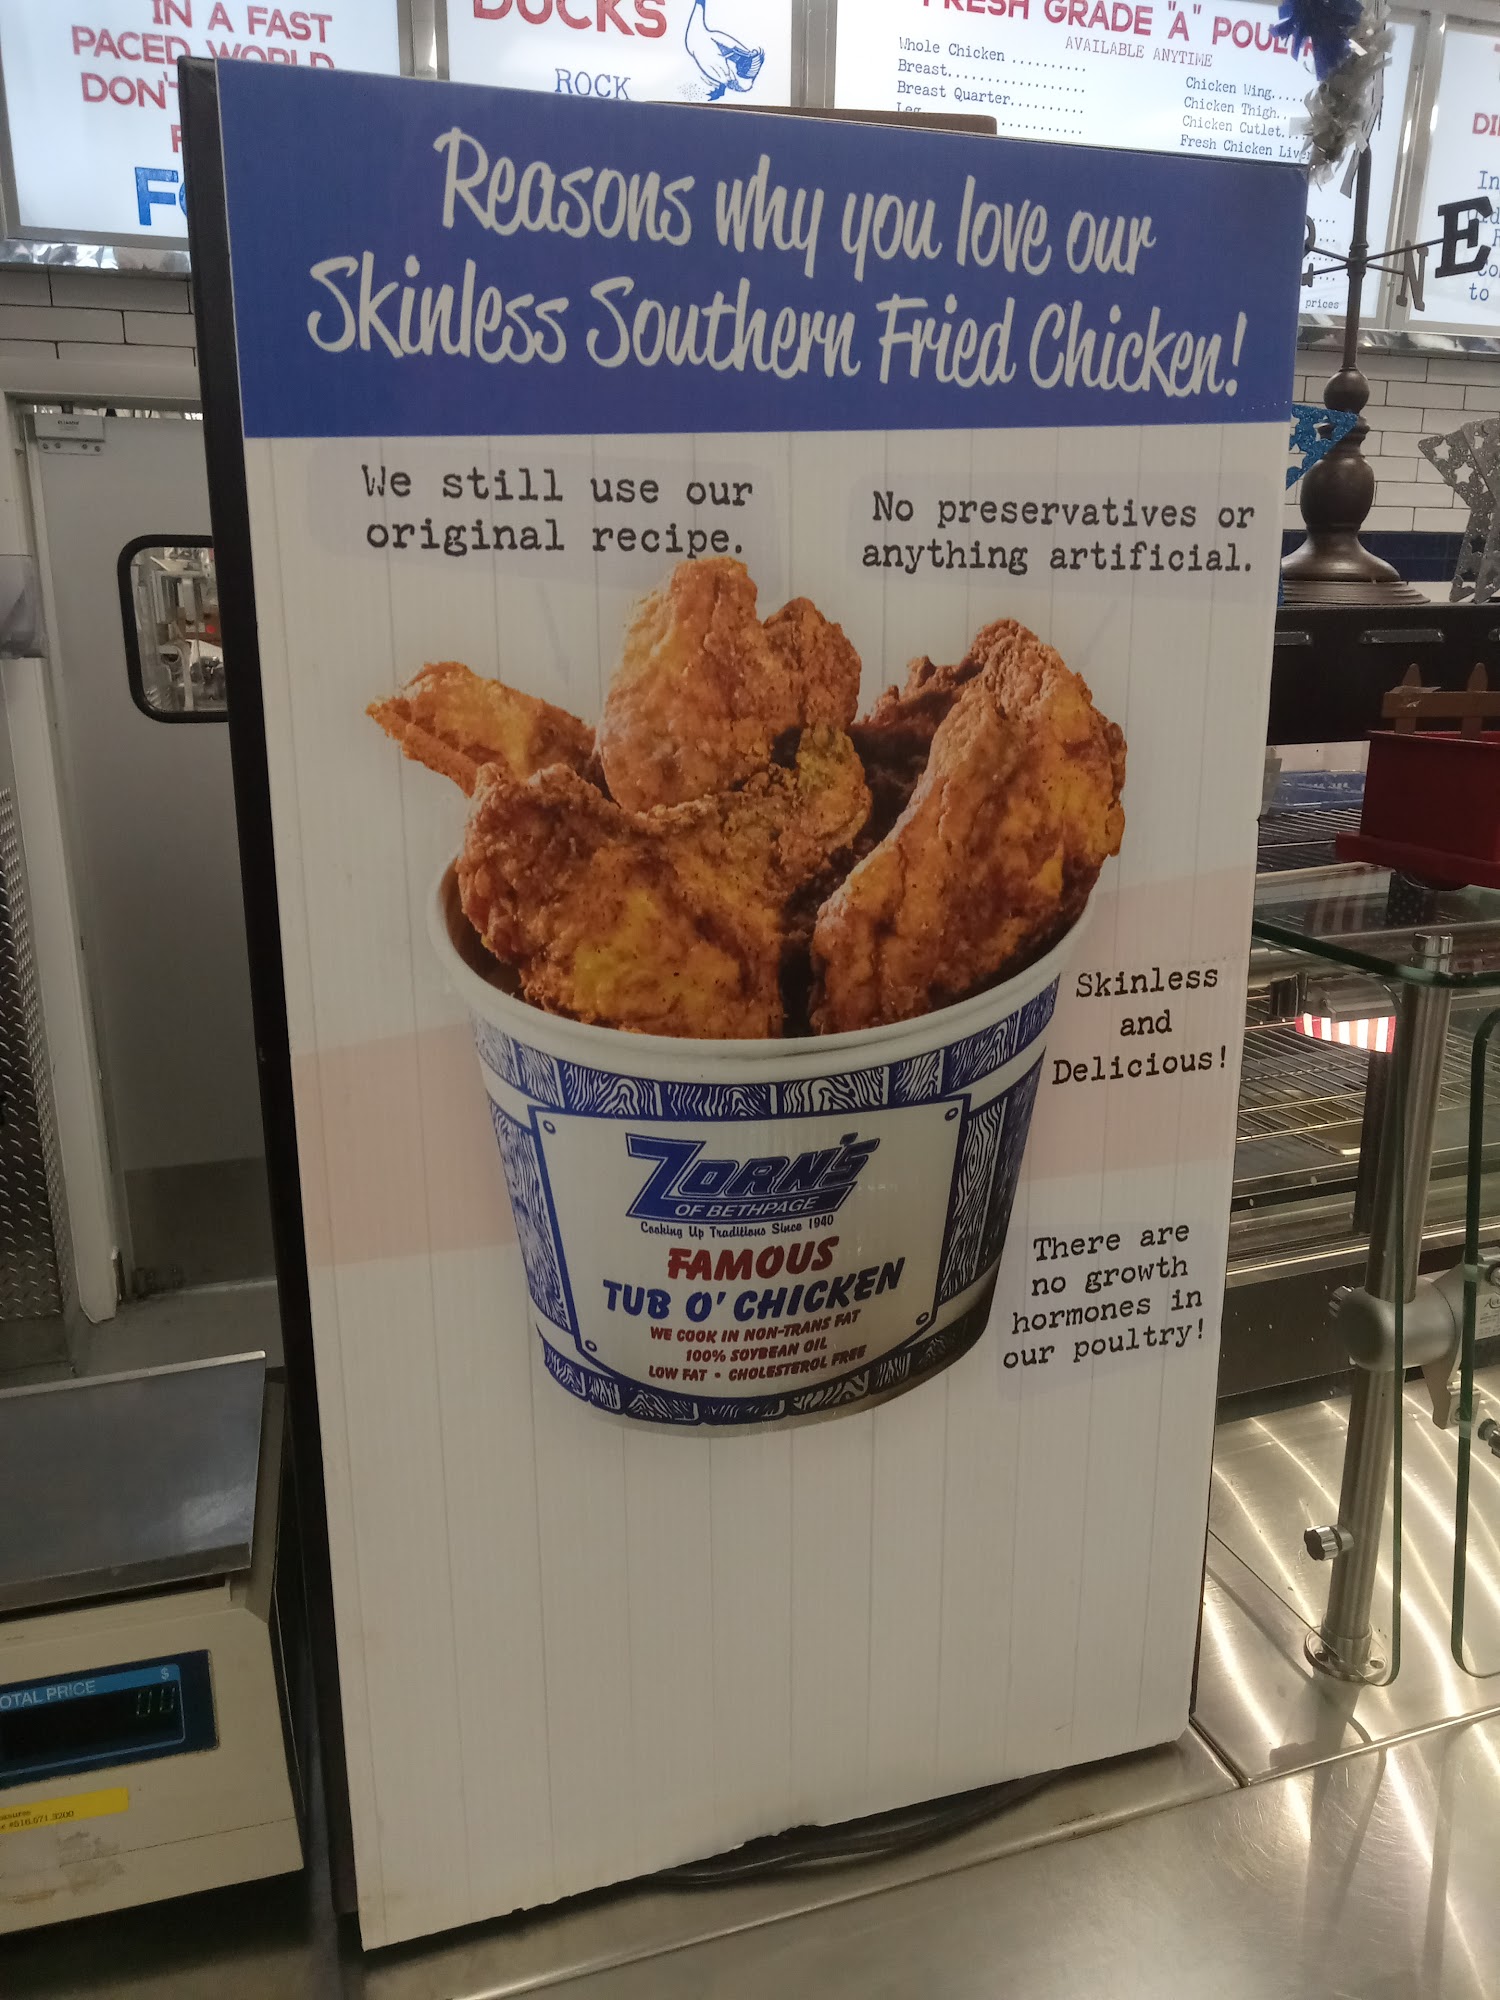 IN A FAST
PACED WORLD
DON'T
DUCKS
ROCK
FRESH GRADE "A" POULTRY
AVAILABLE ANYTIME
Whole Chicken ..........
Breast................
Breast Quarter..........
Leg
Chicken Wing.....
Chicken Thigh..
Chicken Cutlet....
Fresh Chicken Liver
prices
In
to
E
N
Reasons why you love our
Skinless Southern Fried Chicken!
We still use our
original recipe.
No preservatives or
anything artificial.
Skinless
and
Delicious!
ZORN'S
OF BETHPAGE
Cooking Up Traditions Since 1940
FAMOUS
TUB O' CHICKEN
WE COOK IN NON-TRANS FAT
100% SOYBEAN OIL
LOW FAT • CHOLESTEROL FREE
There are
no growth
hormones in
our poultry!
TOTAL PRICE
$